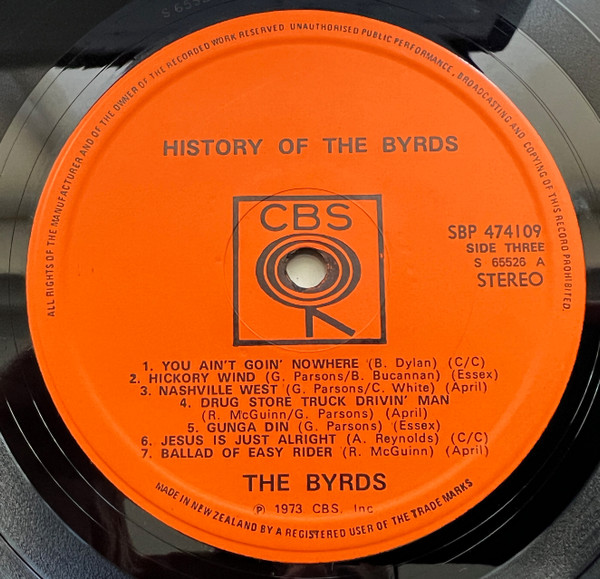 S 6552
ALL RIGHTS OF THE MANUFACTURER AND OF THE OWNER OF THE RECORDED WORK RESERVED. UNAUTHORISED PUBLIC PERFORMANCE, BROADCASTING AND COPYING OF THIS RECORD PROHIBITED.
HISTORY OF THE BYRDS
CBS
SBP 474109
SIDE THREE
S 65526 A
STEREO
1. YOU AIN'T GOIN' NOWHERE (B. Dylan) (C/C)
2. HICKORY WIND (G. Parsons/B. Bucannan) (Essex)
3. NASHVILLE WEST (G. Parsons/C. White) (April)
4. DRUG STORE TRUCK DRIVIN' MAN
(R. McGuinn/G. Parsons) (April)
5. GUNGA DIN (G. Parsons) (Essex)
6. JESUS IS JUST ALRIGHT (A. Reynolds) (C/C)
7. BALLAD OF EASY RIDER (R. McGuinn) (April)
THE BYRDS
℗ 1973 CBS. Inc
MADE IN NEW ZEALAND BY A REGISTERED USER OF THE TRADE MARKS